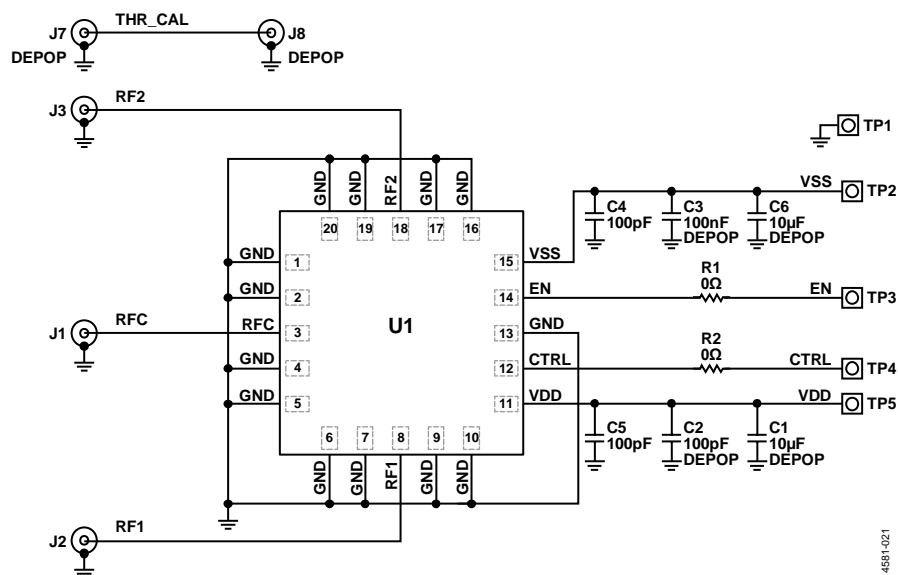 J7
THR_CAL
J8
DEPOP
DEPOP
J3
RF2
TP1
VSS
TP2
C4
100pF
C3
100nF
DEPOP
C6
10µF
DEPOP
GND
GND
RF2
GND
GND
20
19
18
17
16
GND
1
15
VSS
R1
0Ω
GND
2
14
EN
EN
TP3
J1
RFC
RFC
3
U1
13
GND
R2
0Ω
GND
4
12
CTRL
CTRL
TP4
GND
5
11
VDD
VDD
TP5
C5
100pF
C2
100pF
DEPOP
C1
10µF
DEPOP
6
7
8
9
10
GND
GND
RF1
GND
GND
J2
RF1
4581-021